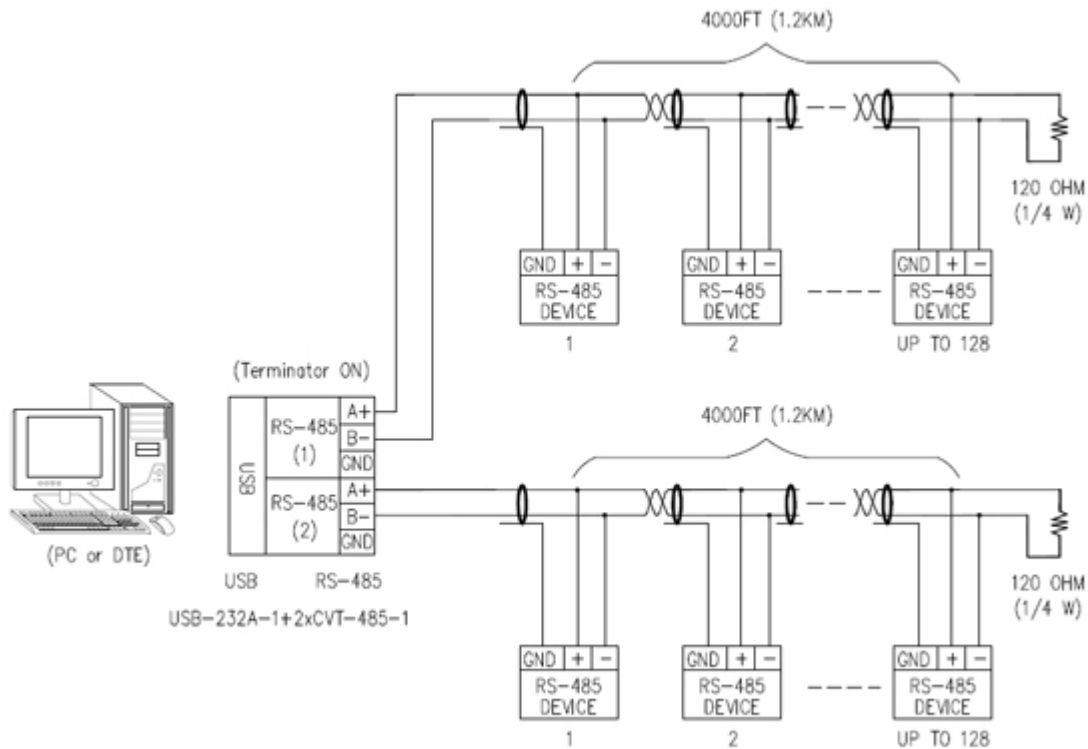 4000FT (1.2KM)
120 OHM
(1/4 W)
GND + −
RS-485
DEVICE
1
GND + −
RS-485
DEVICE
2
GND + −
RS-485
DEVICE
UP TO 128
(Terminator ON)
USB
RS-485
(1)
A+
B-
GND
RS-485
(2)
A+
B-
GND
(PC or DTE)
USB RS-485
USB-232A-1+2xCVT-485-1
4000FT (1.2KM)
120 OHM
(1/4 W)
GND + −
RS-485
DEVICE
1
GND + −
RS-485
DEVICE
2
GND + −
RS-485
DEVICE
UP TO 128